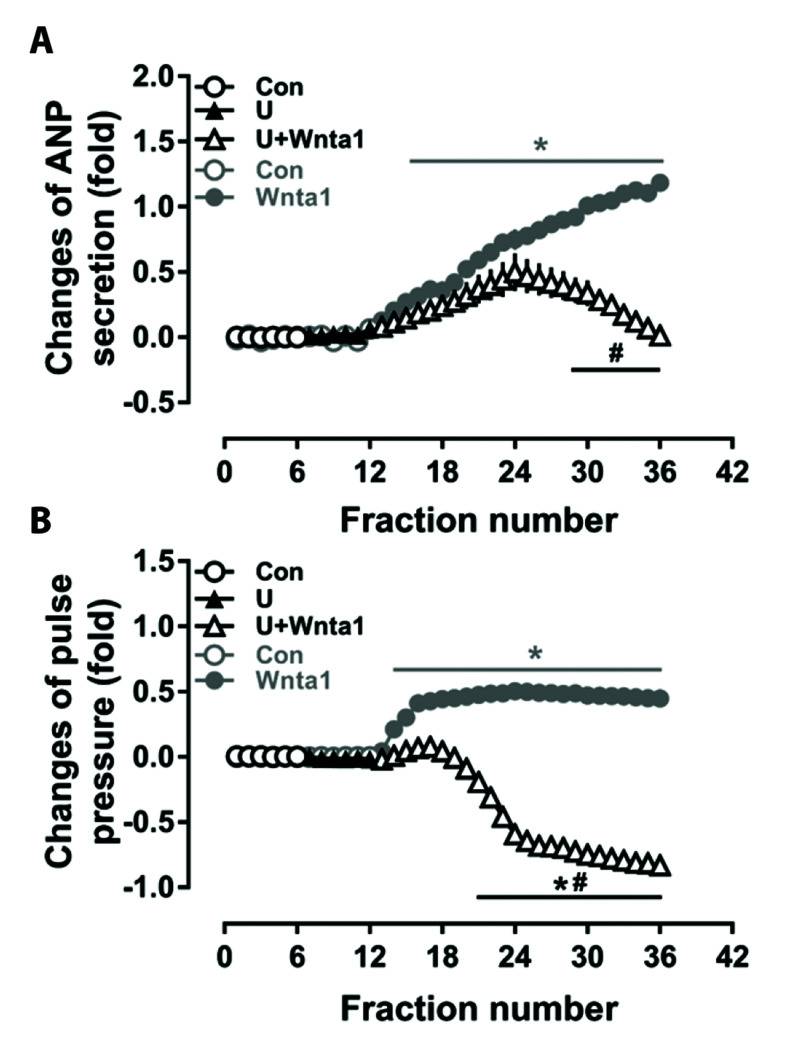 A
Changes of ANP
secretion (fold)
2.0
1.5
1.0
0.5
0.0
-0.5
Con
U
U+Wnta1
Con
Wnta1
*
#
0 6 12 18 24 30 36 42
Fraction number
B
Changes of pulse
pressure (fold)
1.5
1.0
0.5
0.0
-0.5
-1.0
Con
U
U+Wnta1
Con
Wnta1
*
*#
0 6 12 18 24 30 36 42
Fraction number